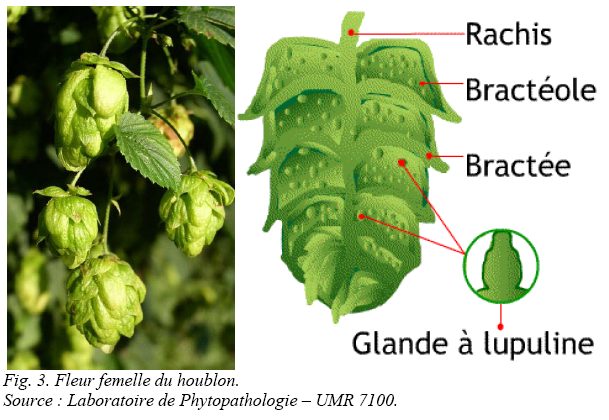 Rachis
Bractéole
Bractée
Glande à lupuline
Fig. 3. Fleur femelle du houblon.
Source : Laboratoire de Phytopathologie – UMR 7100.